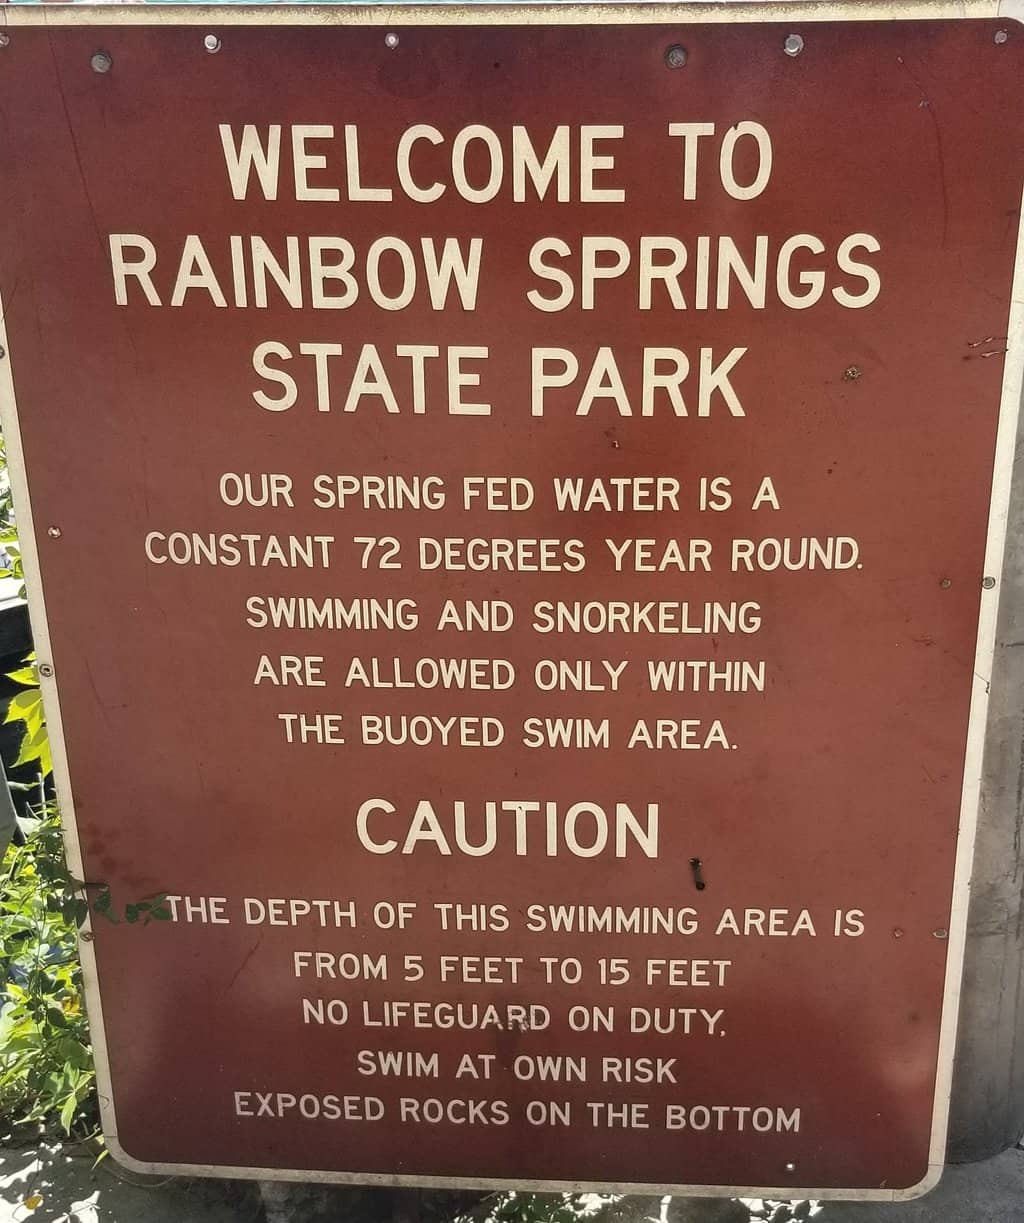 WELCOME TO
RAINBOW SPRINGS
STATE PARK
OUR SPRING FED WATER IS A
CONSTANT 72 DEGREES YEAR ROUND.
SWIMMING AND SNORKELING
ARE ALLOWED ONLY WITHIN
THE BUOYED SWIM AREA.
CAUTION
THE DEPTH OF THIS SWIMMING AREA IS
FROM 5 FEET TO 15 FEET
NO LIFEGUARD ON DUTY,
SWIM AT OWN RISK
EXPOSED ROCKS ON THE BOTTOM